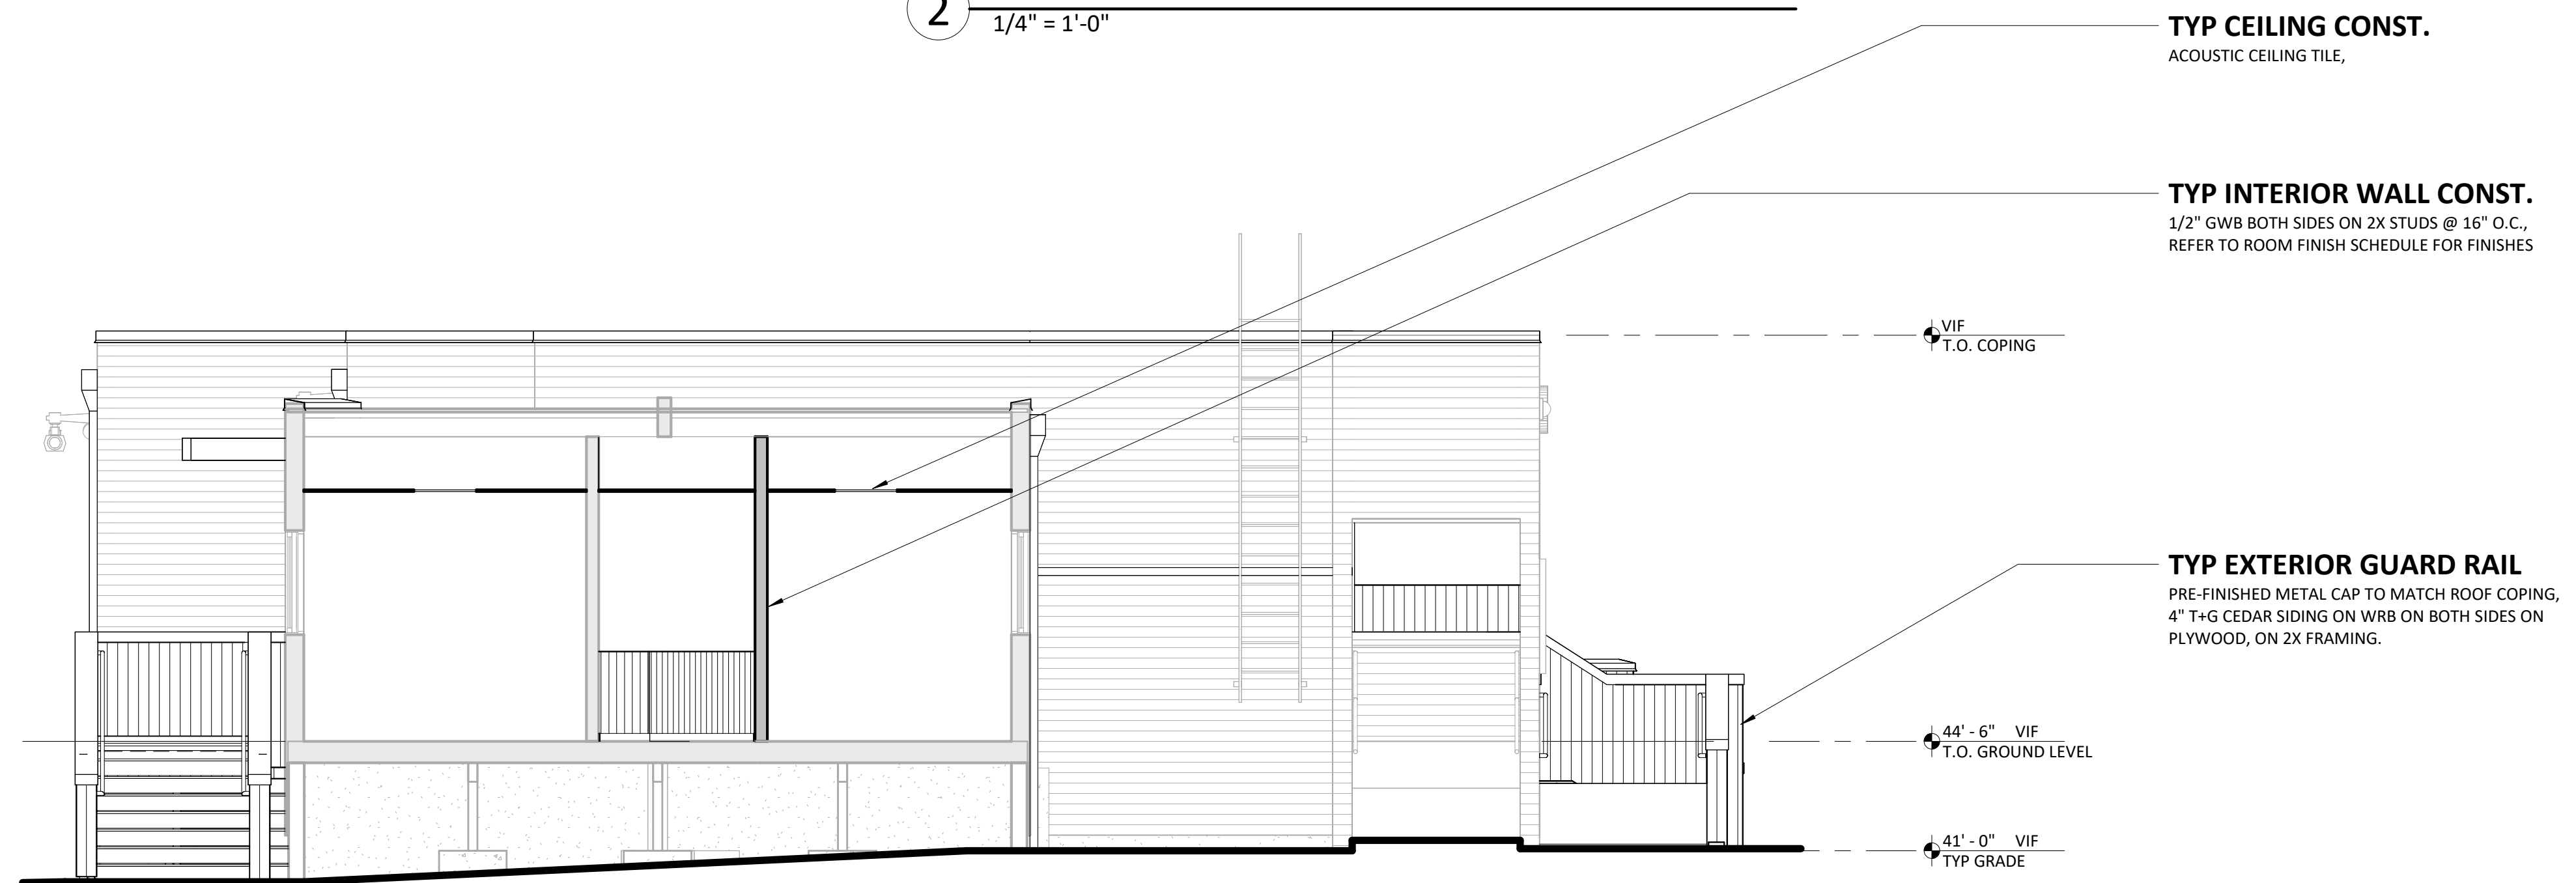 2
1/4" = 1'-0"
TYP CEILING CONST.
ACOUSTIC CEILING TILE,
TYP INTERIOR WALL CONST.
1/2" GWB BOTH SIDES ON 2X STUDS @ 16" O.C.,
REFER TO ROOM FINISH SCHEDULE FOR FINISHES
VIF
T.O. COPING
TYP EXTERIOR GUARD RAIL
PRE-FINISHED METAL CAP TO MATCH ROOF COPING,
4" T+G CEDAR SIDING ON WRB ON BOTH SIDES ON
PLYWOOD, ON 2X FRAMING.
44' - 6" VIF
T.O. GROUND LEVEL
41' - 0" VIF
TYP GRADE